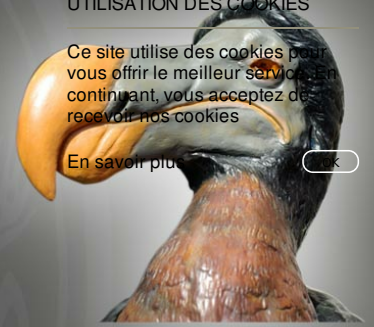 UTILISATION DES COOKIES
Ce site utilise des cookies pour
vous offrir le meilleur service. En
continuant, vous acceptez de
recevoir nos cookies
En savoir plus
ok